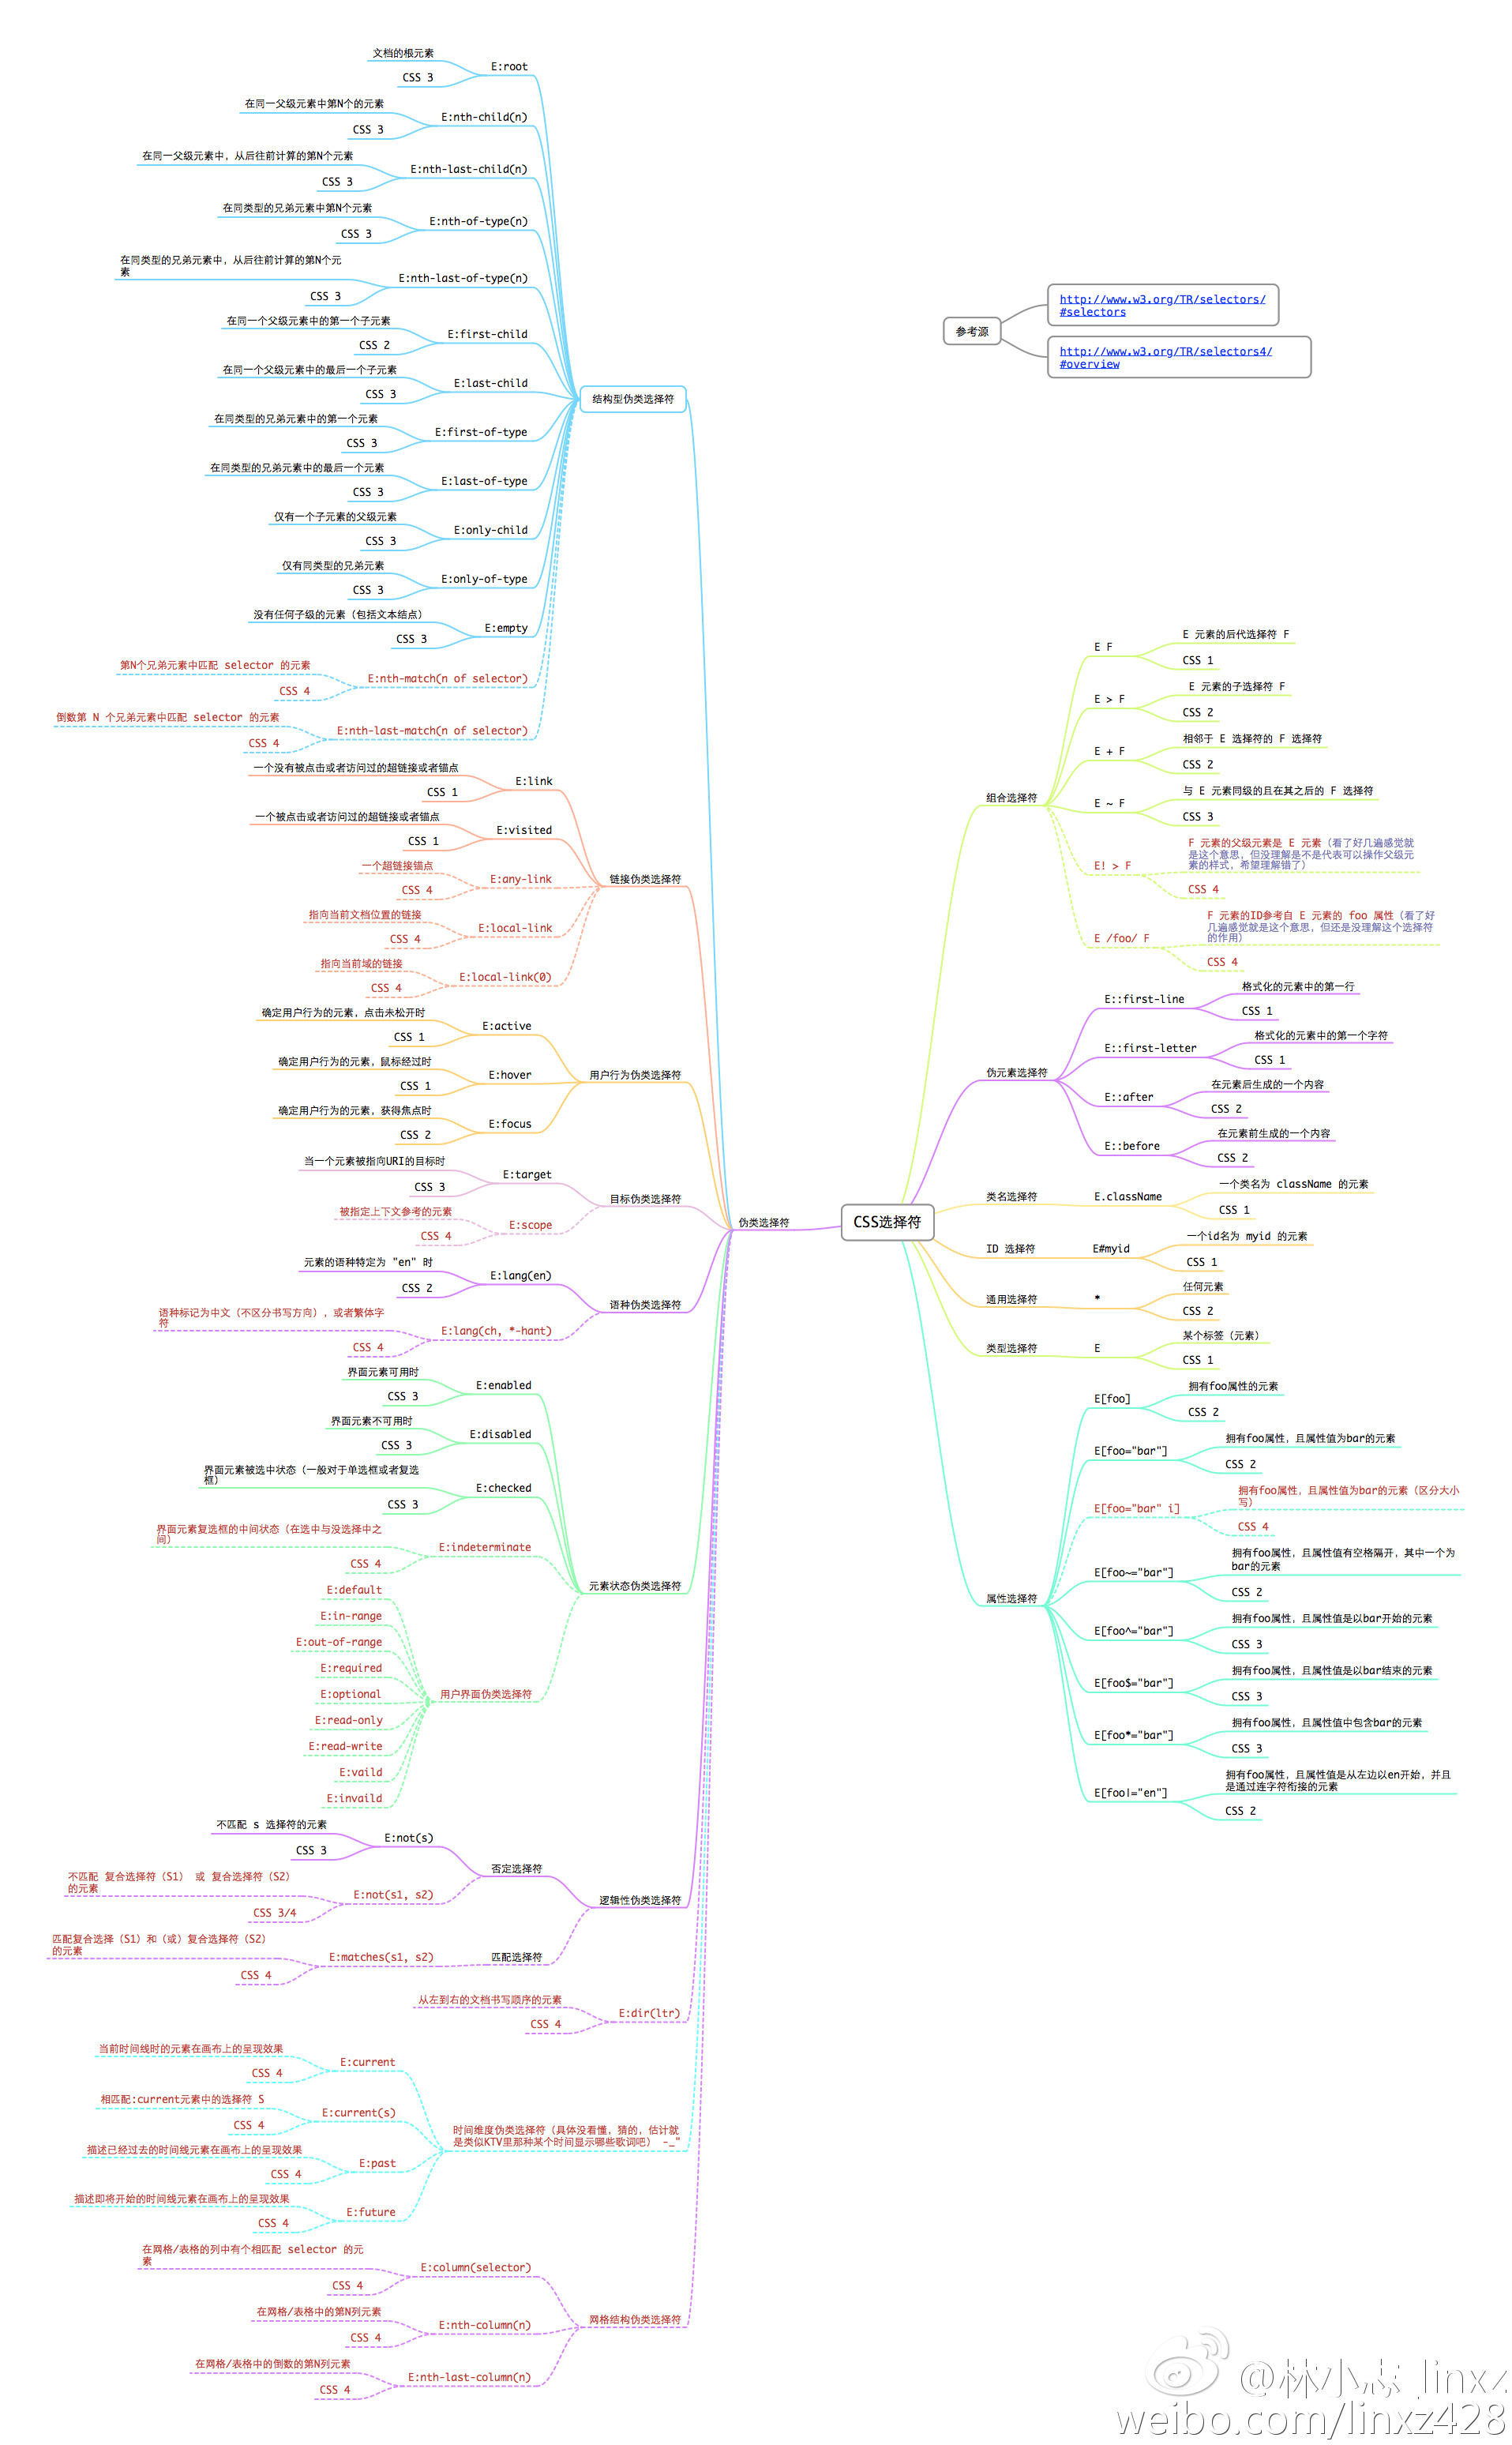 文档的根元素
CSS 3
E:root
在同一父级元素中第N个的元素
CSS 3
E:nth-child(n)
在同一父级元素中，从后往前计算的第N个元素
CSS 3
E:nth-last-child(n)
在同类型的兄弟元素中第N个元素
CSS 3
E:nth-of-type(n)
在同类型的兄弟元素中，从后往前计算的第N个元
素
CSS 3
E:nth-last-of-type(n)
在同一个父级元素中的第一个子元素
CSS 2
E:first-child
在同一个父级元素中的最后一个子元素
CSS 3
E:last-child
在同类型的兄弟元素中的第一个元素
CSS 3
E:first-of-type
在同类型的兄弟元素中的最后一个元素
CSS 3
E:last-of-type
仅有一个子元素的父级元素
CSS 3
E:only-child
仅有同类型的兄弟元素
CSS 3
E:only-of-type
没有任何子级的元素（包括文本结点）
CSS 3
E:empty
第N个兄弟元素中匹配 selector 的元素
CSS 4
E:nth-match(n of selector)
倒数第 N 个兄弟元素中匹配 selector 的元素
CSS 4
E:nth-last-match(n of selector)
结构型伪类选择符
一个没有被点击或者访问过的超链接或者锚点
CSS 1
E:link
一个被点击或者访问过的超链接或者锚点
CSS 1
E:visited
一个超链接锚点
CSS 4
E:any-link
指向当前文档位置的链接
CSS 4
E:local-link
指向当前域的链接
CSS 4
E:local-link(0)
链接伪类选择符
确定用户行为的元素，点击未松开时
CSS 1
E:active
确定用户行为的元素，鼠标经过时
CSS 1
E:hover
确定用户行为的元素，获得焦点时
CSS 2
E:focus
用户行为伪类选择符
当一个元素被指向URI的目标时
CSS 3
E:target
被指定上下文参考的元素
CSS 4
E:scope
目标伪类选择符
元素的语种特定为 "en" 时
CSS 2
E:lang(en)
语种标记为中文（不区分书写方向），或者繁体字
符
CSS 4
E:lang(ch, *-hant)
语种伪类选择符
界面元素可用时
CSS 3
E:enabled
界面元素不可用时
CSS 3
E:disabled
界面元素被选中状态（一般对于单选框或者复选
框）
CSS 3
E:checked
界面元素复选框的中间状态（在选中与没选择中之
间）
CSS 4
E:indeterminate
E:default
E:in-range
E:out-of-range
E:required
E:optional
E:read-only
E:read-write
E:vaild
E:invaild
用户界面伪类选择符
元素状态伪类选择符
不匹配 s 选择符的元素
CSS 3
E:not(s)
不匹配 复合选择符（S1） 或 复合选择符（S2）
的元素
CSS 3/4
E:not(s1, s2)
否定选择符
匹配复合选择（S1）和（或）复合选择符（S2）
的元素
CSS 4
E:matches(s1, s2)
匹配选择符
逻辑性伪类选择符
从左到右的文档书写顺序的元素
CSS 4
E:dir(ltr)
当前时间线时的元素在画布上的呈现效果
CSS 4
E:current
相匹配:current元素中的选择符 S
CSS 4
E:current(s)
描述已经过去的时间线元素在画布上的呈现效果
CSS 4
E:past
描述即将开始的时间线元素在画布上的呈现效果
CSS 4
E:future
时间维度伪类选择符（具体没看懂，猜的，估计就
是类似KTV里那种某个时间显示哪些歌词吧） -_"
在网格/表格的列中有个相匹配 selector 的元
素
CSS 4
E:column(selector)
在网格/表格中的第N列元素
CSS 4
E:nth-column(n)
在网格/表格中的倒数的第N列元素
CSS 4
E:nth-last-column(n)
网格结构伪类选择符
伪类选择符
CSS选择符
参考源
http://www.w3.org/TR/selectors/
#selectors
http://www.w3.org/TR/selectors4/
#overview
组合选择符
E F
E 元素的后代选择符 F
CSS 1
E > F
E 元素的子选择符 F
CSS 2
E + F
相邻于 E 选择符的 F 选择符
CSS 2
E ~ F
与 E 元素同级的且在其之后的 F 选择符
CSS 3
E! > F
F 元素的父级元素是 E 元素（看了好几遍感觉就
是这个意思，但没理解是不是代表可以操作父级元
素的样式，希望理解错了）
CSS 4
E /foo/ F
F 元素的ID参考自 E 元素的 foo 属性（看了好
几遍感觉就是这个意思，但还是没理解这个选择符
的作用）
CSS 4
伪元素选择符
E::first-line
格式化的元素中的第一行
CSS 1
E::first-letter
格式化的元素中的第一个字符
CSS 1
E::after
在元素后生成的一个内容
CSS 2
E::before
在元素前生成的一个内容
CSS 2
类名选择符
E.className
一个类名为 className 的元素
CSS 1
ID 选择符
E#myid
一个id名为 myid 的元素
CSS 1
通用选择符
*
任何元素
CSS 2
类型选择符
E
某个标签（元素）
CSS 1
属性选择符
E[foo]
拥有foo属性的元素
CSS 2
E[foo="bar"]
拥有foo属性，且属性值为bar的元素
CSS 2
E[foo="bar" i]
拥有foo属性，且属性值为bar的元素（区分大小
写）
CSS 4
E[foo~="bar"]
拥有foo属性，且属性值有空格隔开，其中一个为
bar的元素
CSS 2
E[foo^="bar"]
拥有foo属性，且属性值是以bar开始的元素
CSS 3
E[foo$="bar"]
拥有foo属性，且属性值是以bar结束的元素
CSS 3
E[foo*="bar"]
拥有foo属性，且属性值中包含bar的元素
CSS 3
E[foo|="en"]
拥有foo属性，且属性值是从左边以en开始，并且
是通过连字符衔接的元素
CSS 2
@林小志_linxz
weibo.com/linxz428